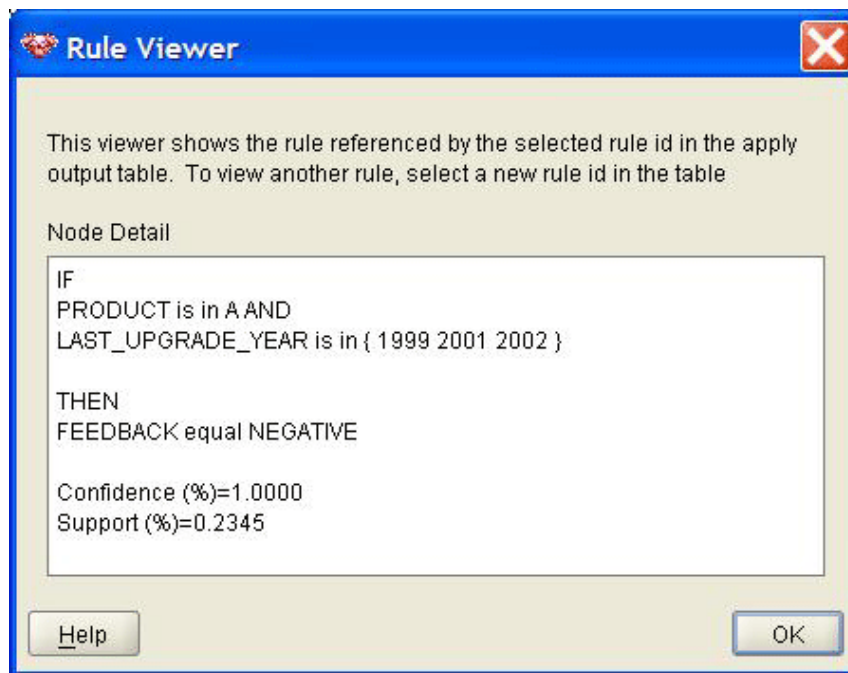 Rule Viewer
This viewer shows the rule referenced by the selected rule id in the apply
output table. To view another rule, select a new rule id in the table
Node Detail
IF
PRODUCT is in A AND
LAST_UPGRADE_YEAR is in { 1999 2001 2002 }
THEN
FEEDBACK equal NEGATIVE
Confidence (%)=1.0000
Support (%)=0.2345
Help
OK